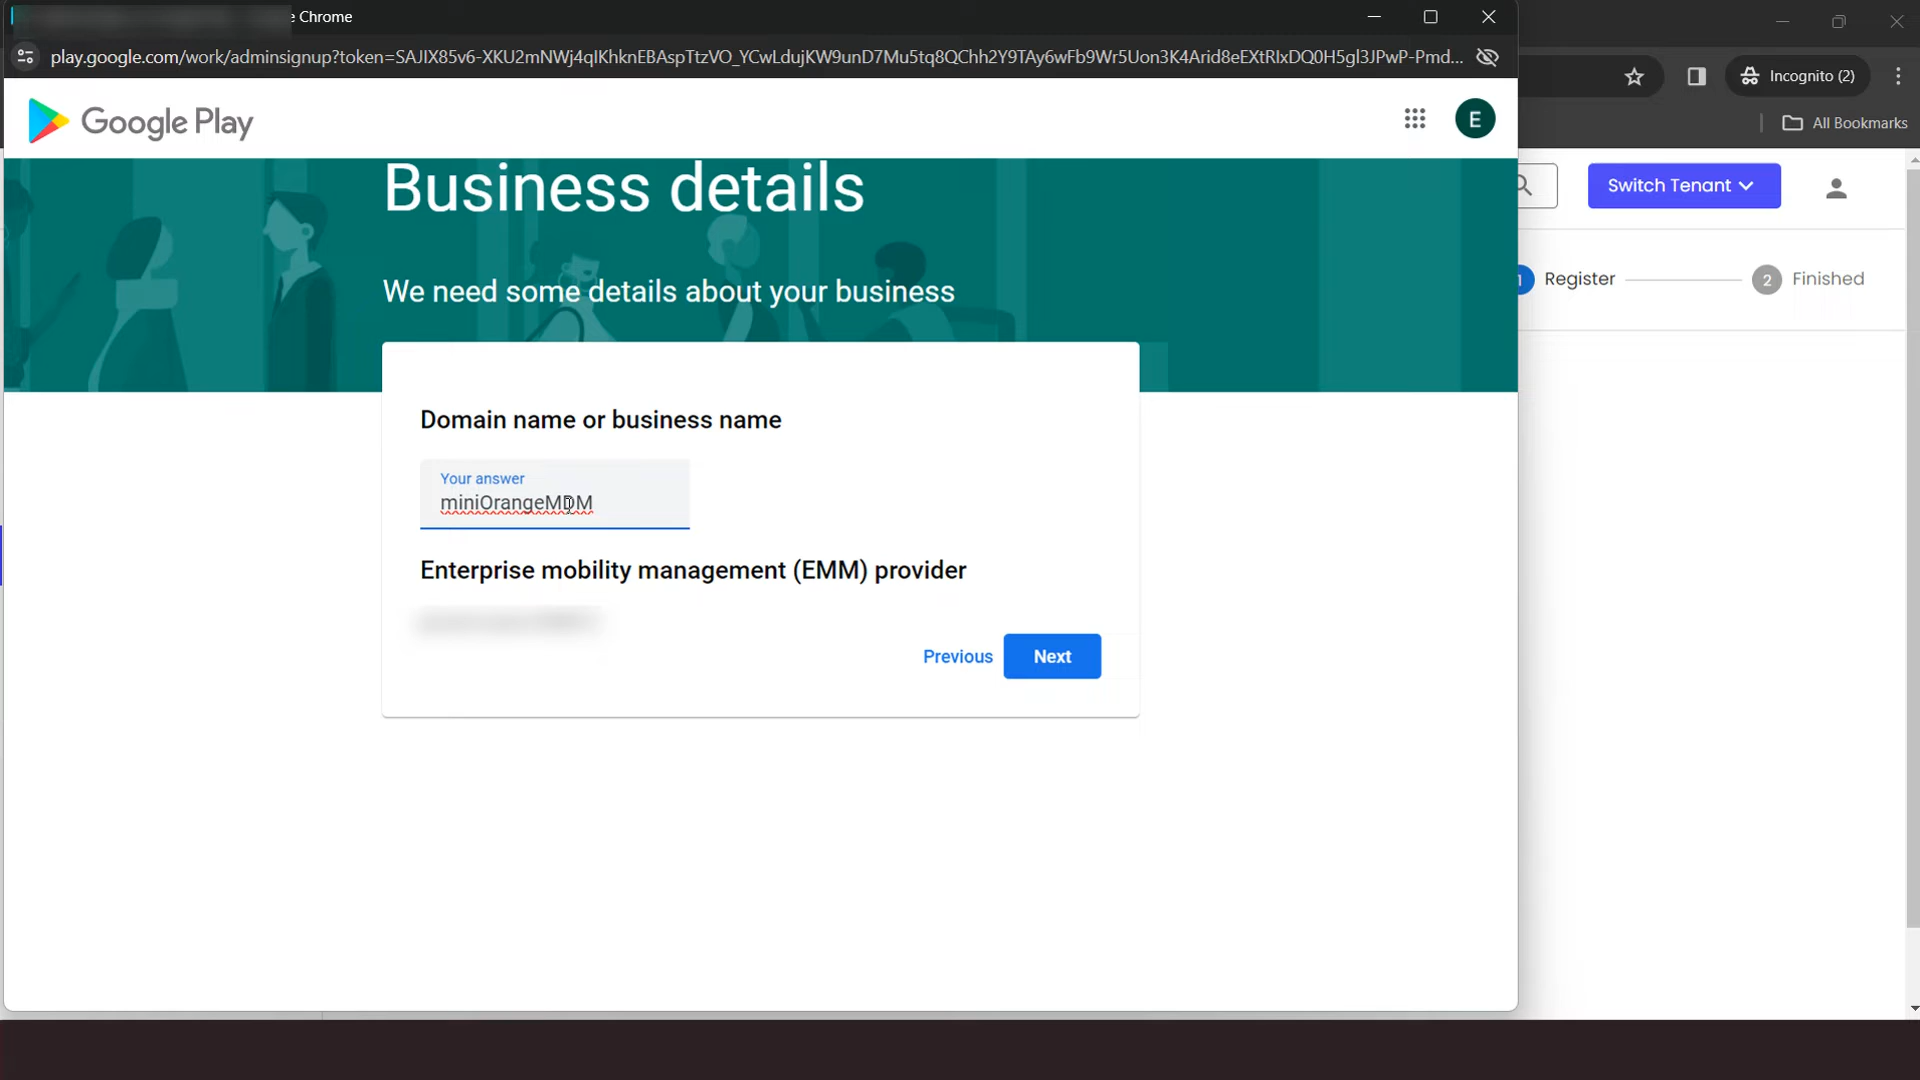 e Chrome
play.google.com/work/adminsignup?token=SAJIX85v6-XKU2mNWj4qlKhknEBAspTtzVO_YCwLdujKW9unD7Mu5tq8QChh2Y9TAy6wFb9Wr5Uon3K4Arid8eEXtRIxDQ0H5gl3JPwP-Pmd...
Incognito (2)
All Bookmarks
Google Play
E
Switch Tenant
Business details
We need some details about your business
1 Register
2 Finished
Domain name or business name
Your answer
miniOrangeMDM
Enterprise mobility management (EMM) provider
Previous
Next